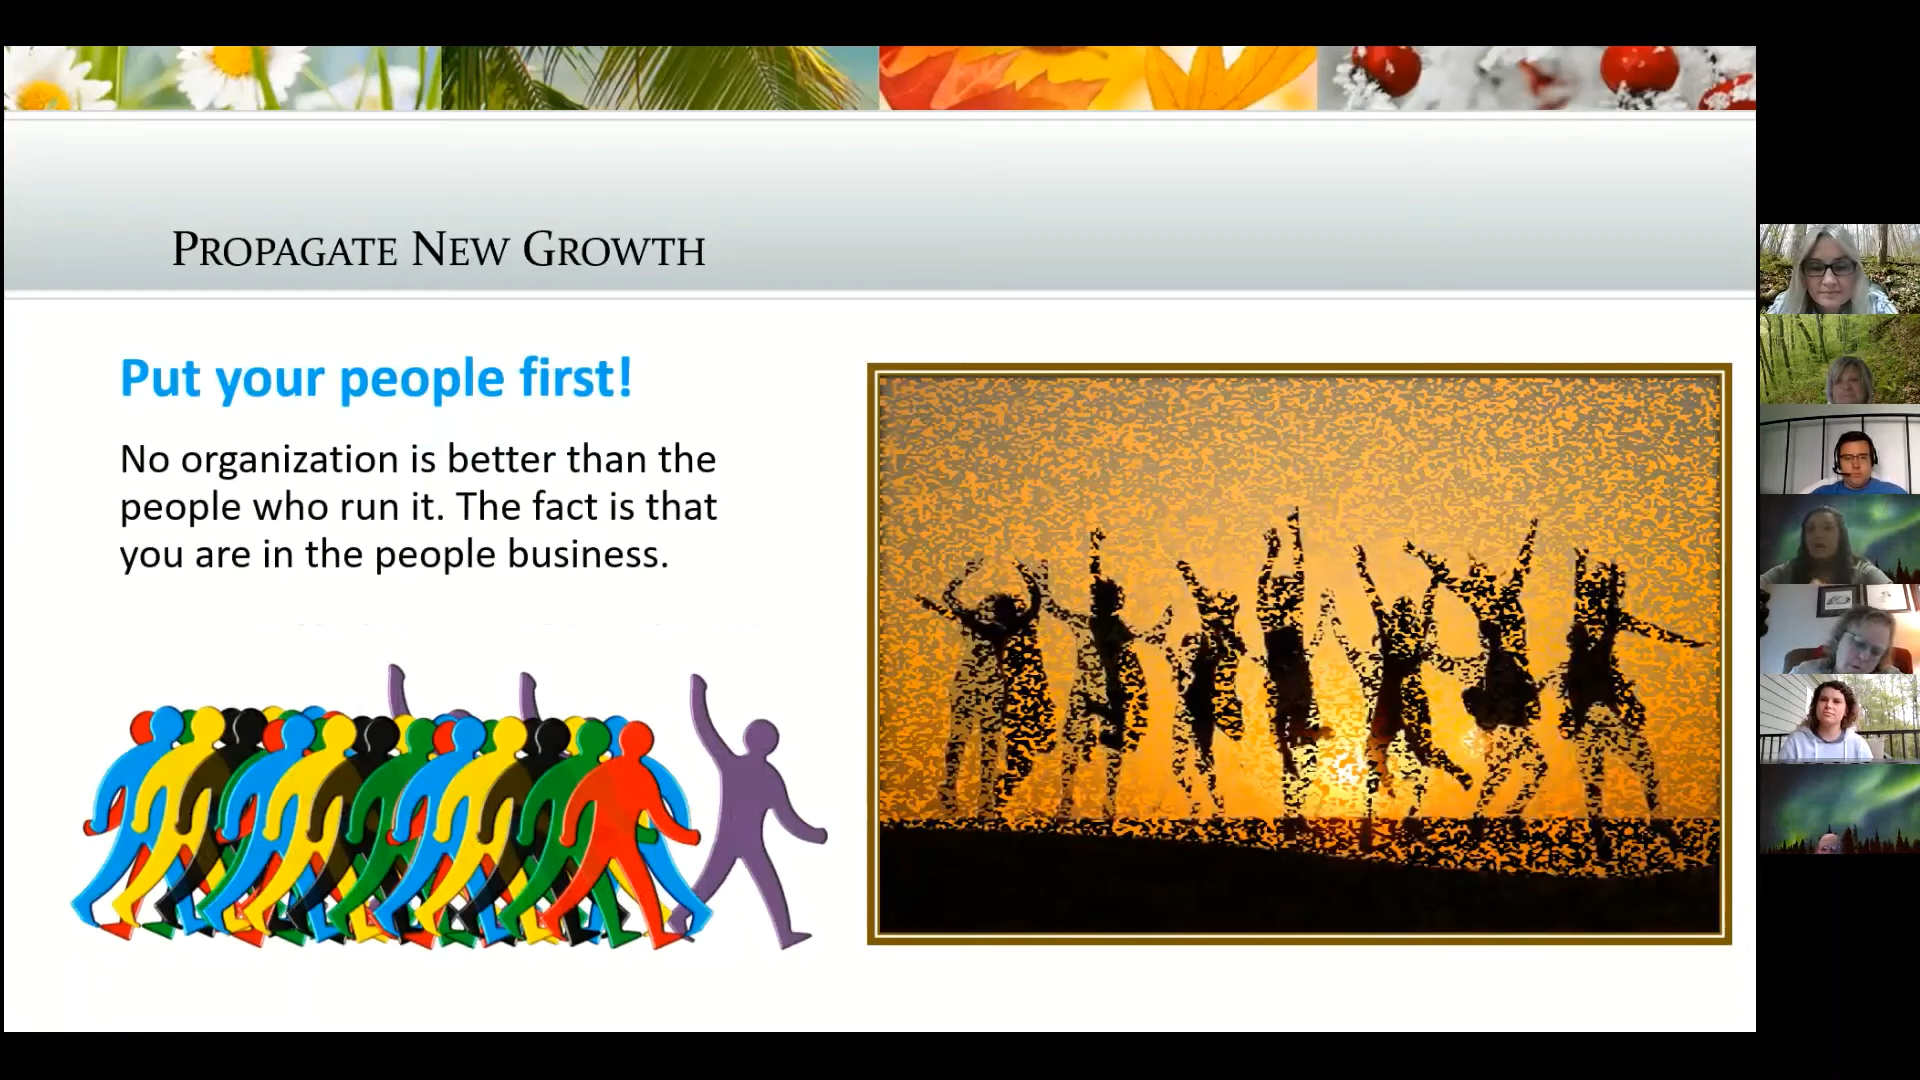 Propagate New Growth
Put your people first!
No organization is better than the
people who run it. The fact is that
you are in the people business.